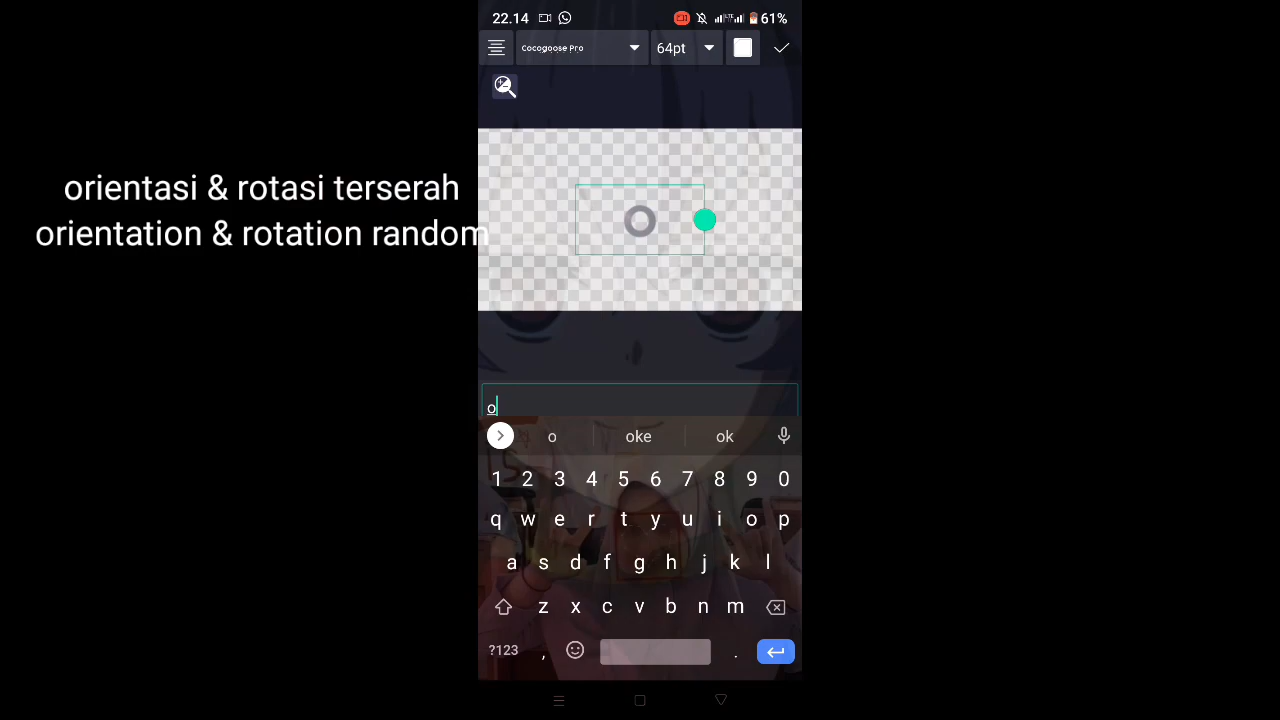 22.14
61%
Cocogoose Pro
64pt
orientasi & rotasi terserah
orientation & rotation random
o
o oke ok
1 2 3 4 5 6 7 8 9 0
q w e r t y u i o p
a s d f g h j k l
z x c v b n m
?123 , .